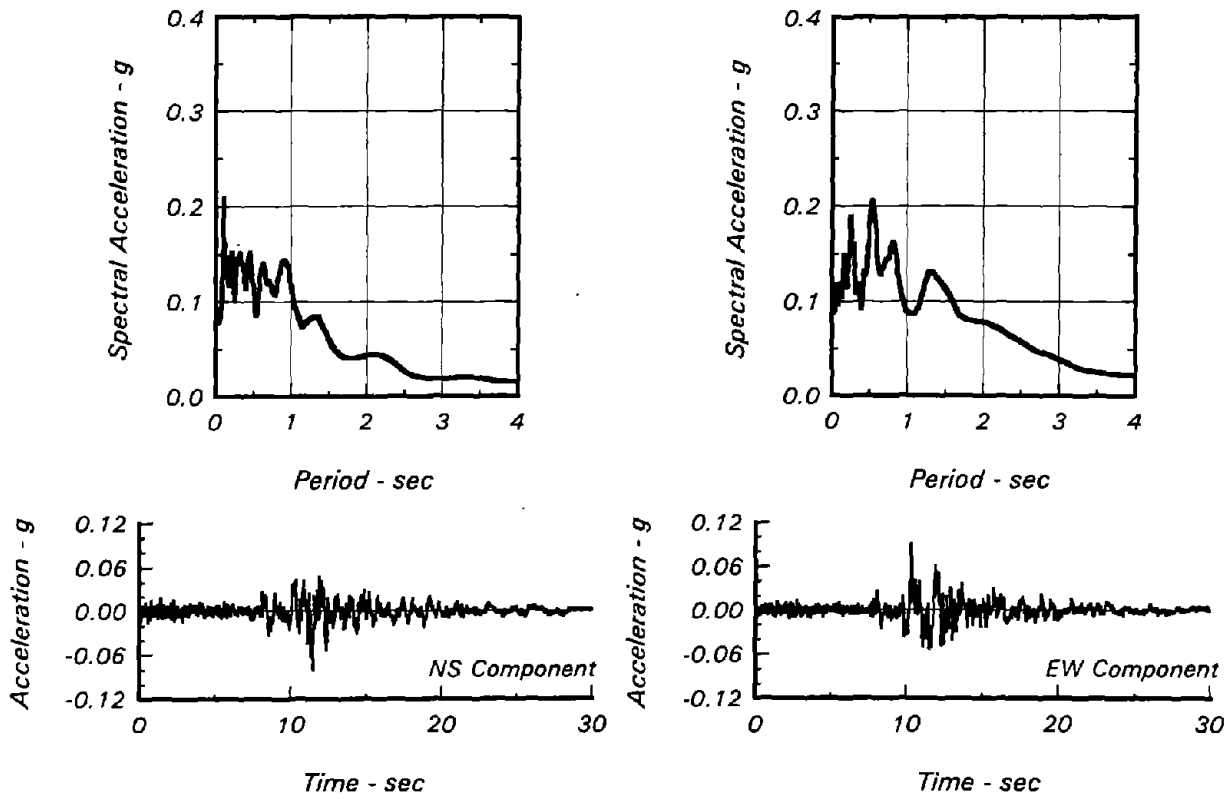 0.4
0.3
0.2
0.1
0.0
Spectral Acceleration - g
0 1 2 3 4
Period - sec
0.4
0.3
0.2
0.1
0.0
Spectral Acceleration - g
0 1 2 3 4
Period - sec
0.12
0.06
0.00
-0.06
-0.12
Acceleration - g
NS Component
0 10 20 30
Time - sec
0.12
0.06
0.00
-0.06
-0.12
Acceleration - g
EW Component
0 10 20 30
Time - sec